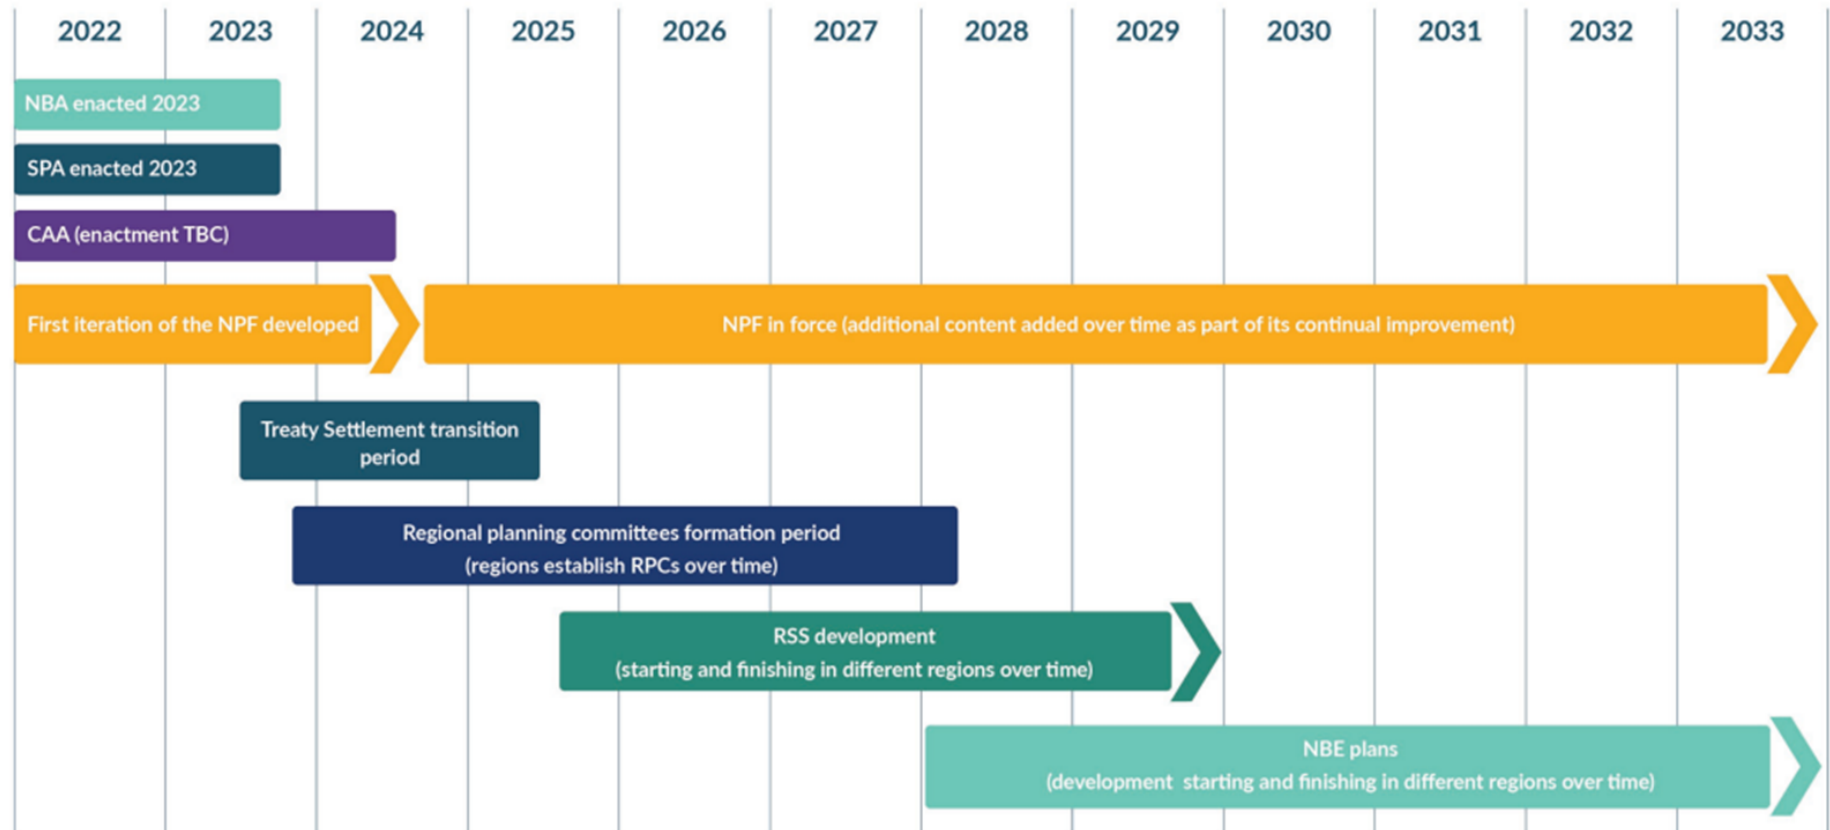 2022 2023 2024 2025 2026 2027 2028 2029 2030 2031 2032 2033
NBA enacted 2023
SPA enacted 2023
CAA (enactment TBC)
First iteration of the NPF developed
NPF in force (additional content added over time as part of its continual improvement)
Treaty Settlement transition
period
Regional planning committees formation period
(regions establish RPCs over time)
RSS development
(starting and finishing in different regions over time)
NBE plans
(development starting and finishing in different regions over time)